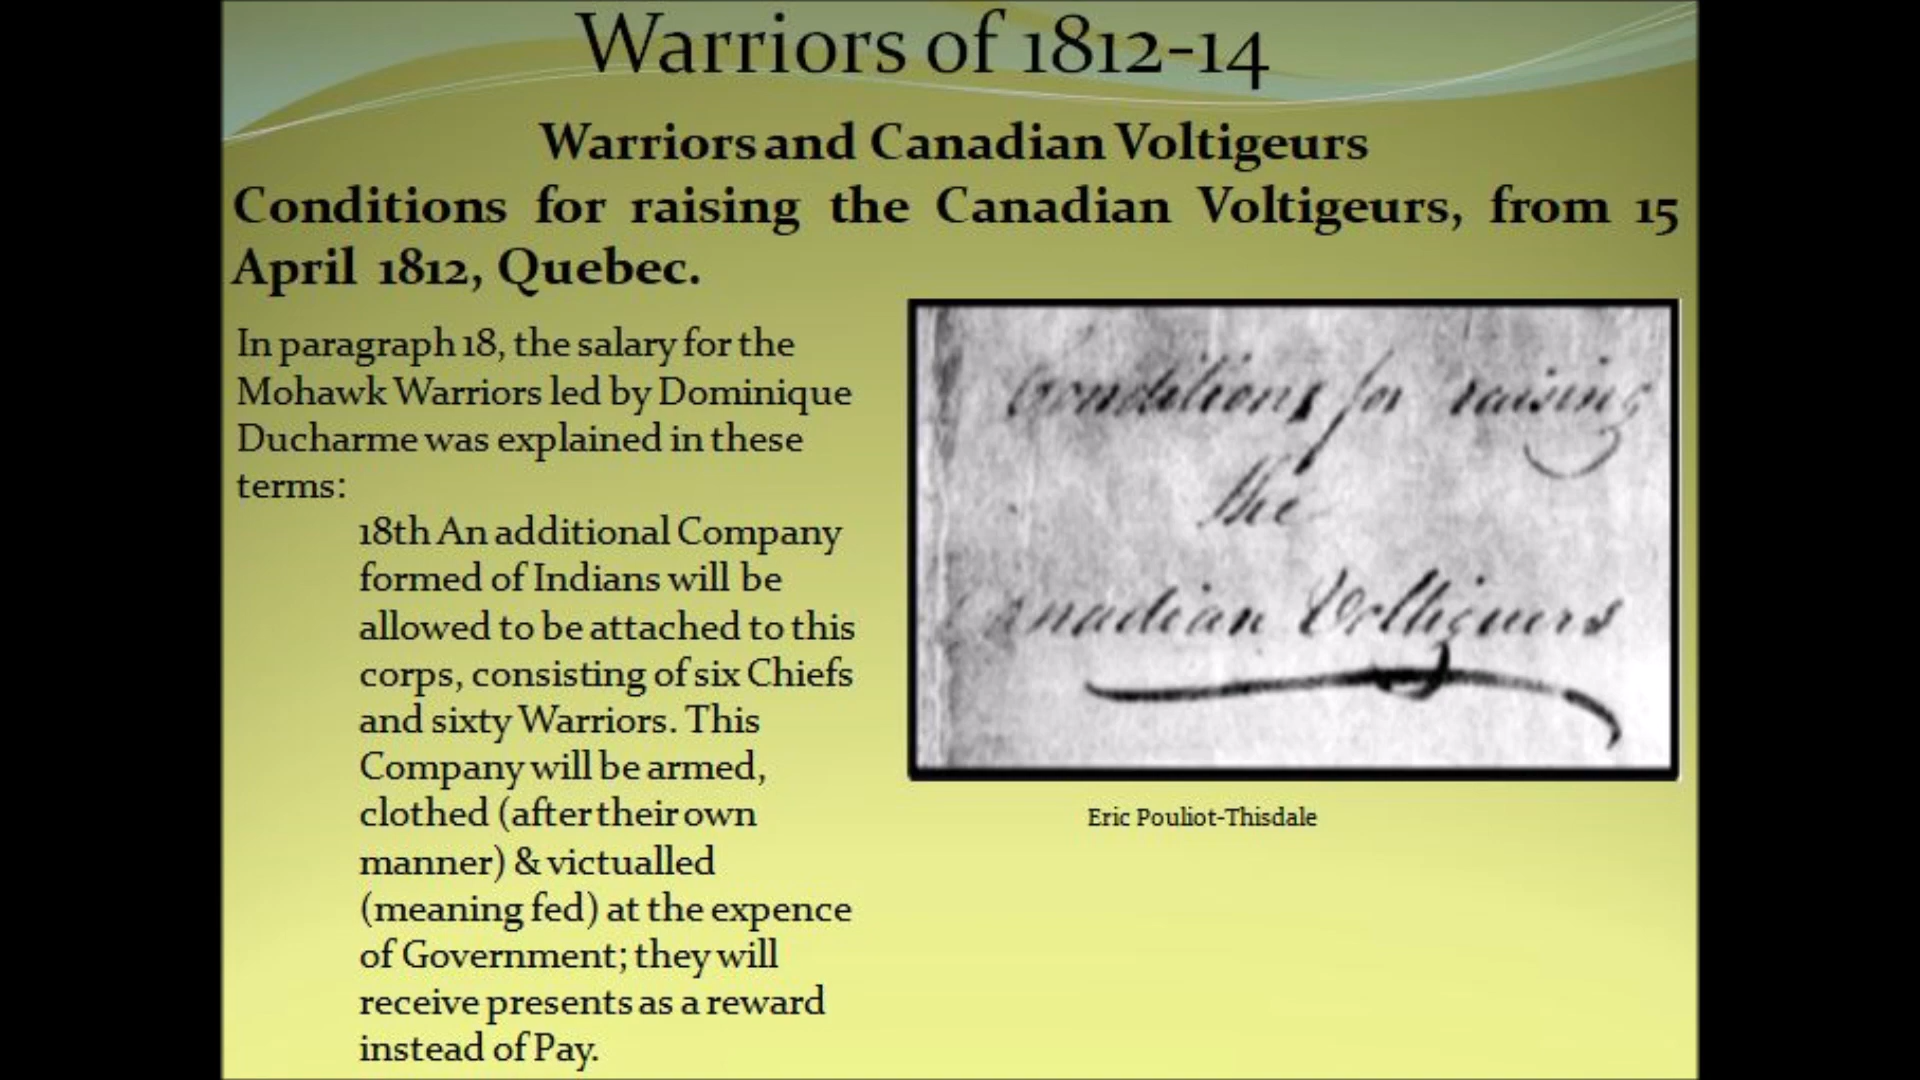 Warriors of 1812-14
Warriors and Canadian Voltigeurs
Conditions for raising the Canadian Voltigeurs, from 15
April 1812, Quebec.
In paragraph 18, the salary for the
Mohawk Warriors led by Dominique
Ducharme was explained in these
terms:
18th An additional Company
formed of Indians will be
allowed to be attached to this
corps, consisting of six Chiefs
and sixty Warriors. This
Company will be armed,
clothed (after their own
manner) & victualled
(meaning fed) at the expence
of Government; they will
receive presents as a reward
instead of Pay.
Conditions for raising
the
Canadian Voltiguers
Eric Pouliot-Thisdale